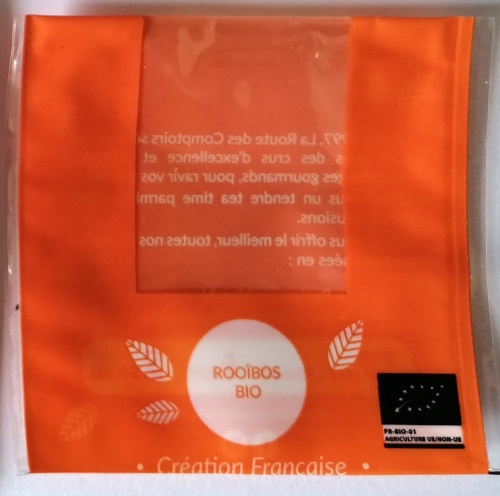 997, La Route des Comptoirs
s des crus d'excellence et
es gourmands, pour ravir vos
us un tendre tea time parmi
usions.
us offrir le meilleur, toutes nos
sées en :
ROOÏBOS
BIO
FR-BIO-01
AGRICULTURE UE/NON-UE
• Création Française •